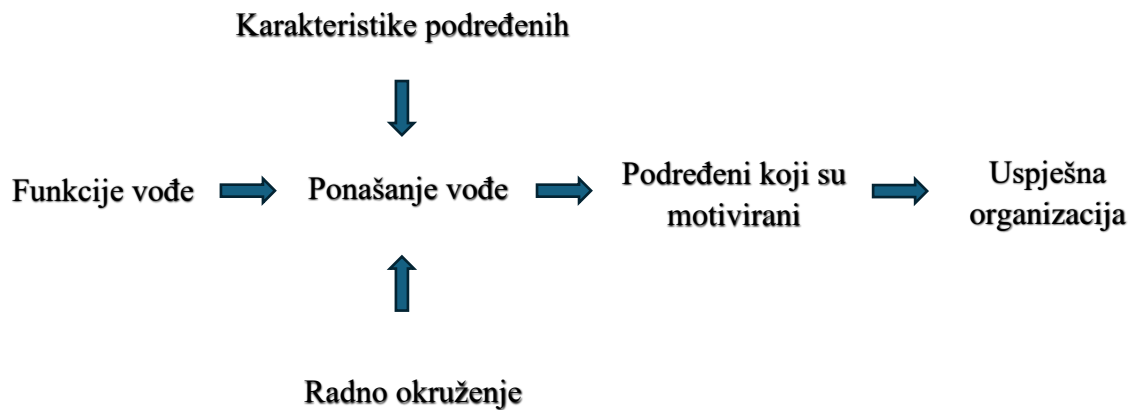 Karakteristike podređenih
Funkcije vođe
Ponašanje vođe
Podređeni koji su
motivirani
Uspješna
organizacija
Radno okruženje